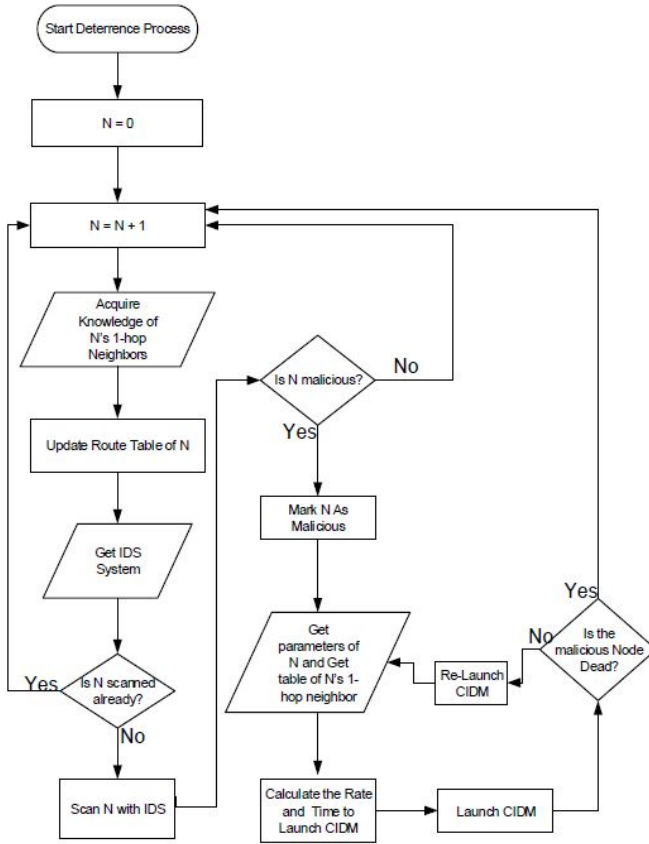 Start Deterrence Process
N = 0
N = N + 1
Acquire
Knowledge of
N's 1-hop
Neighbors
Update Route Table of N
Get IDS
System
Is N scanned
already?
Yes
No
Scan N with IDS
Is N malicious?
No
Yes
Mark N As
Malicious
Get
parameters of
N and Get
table of N's 1-
hop neighbor
Calculate the Rate
and Time to
Launch CIDM
Launch CIDM
Is the
malicious Node
Dead?
Yes
No
Re-Launch
CIDM